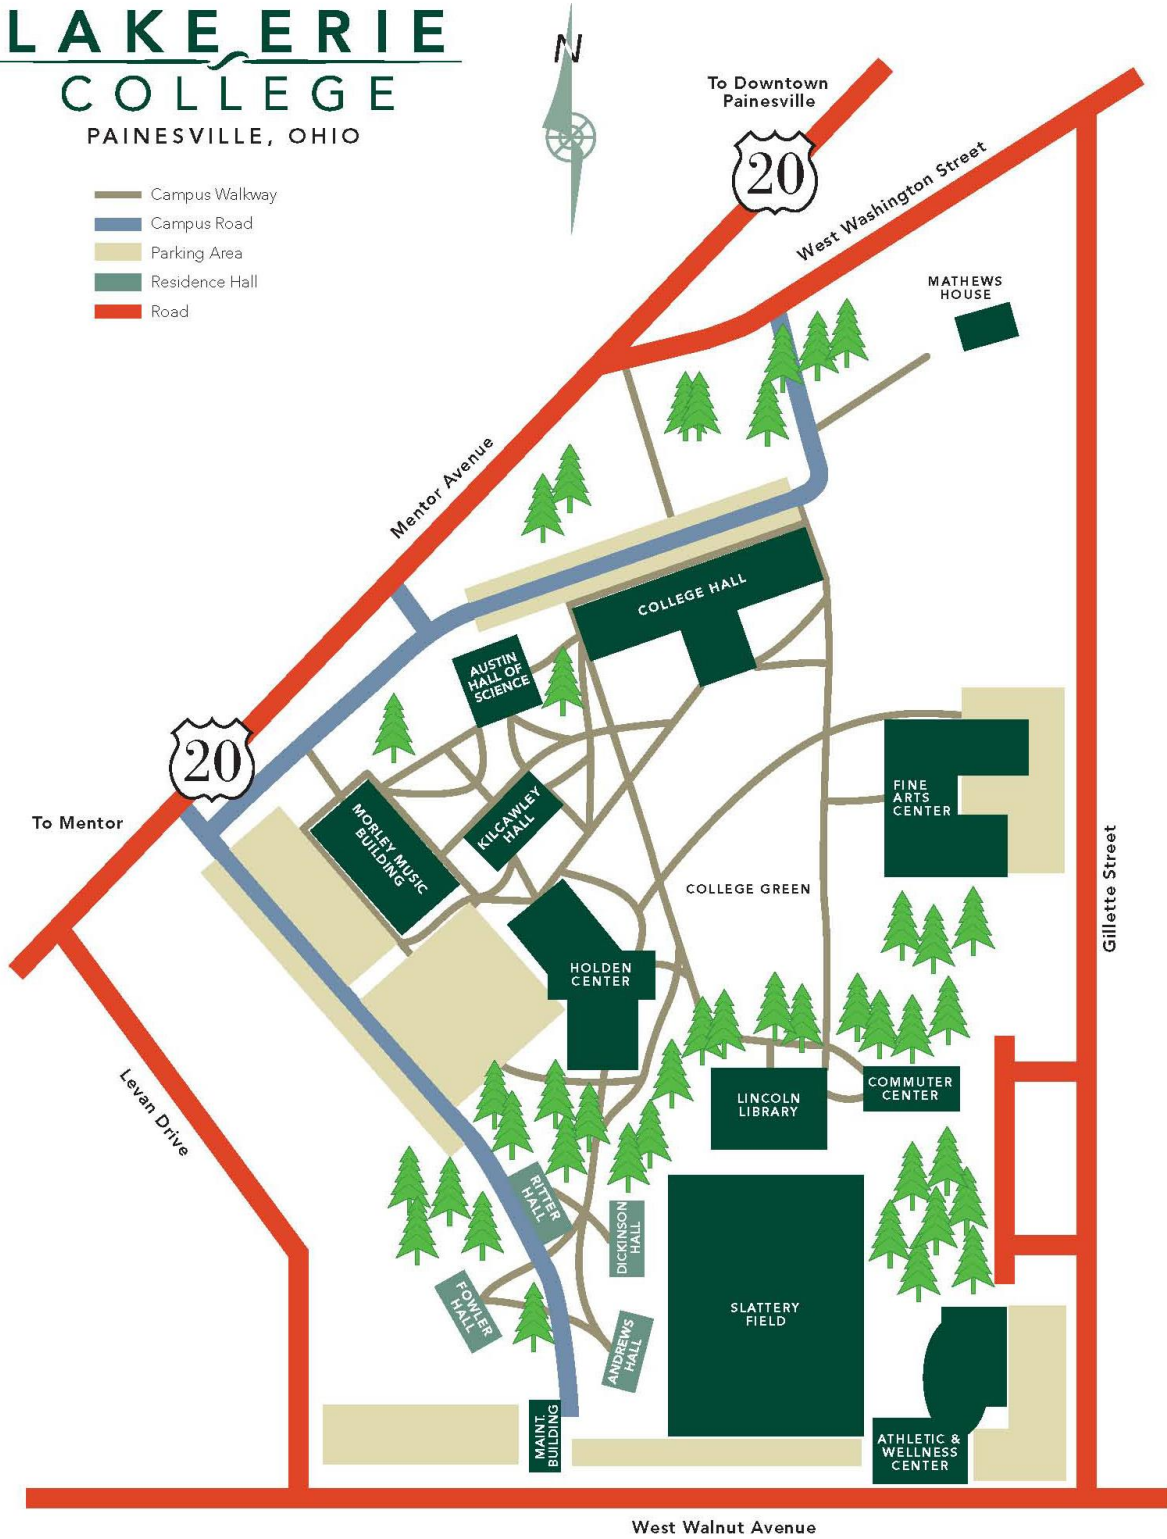 LAKE ERIE
COLLEGE
PAINESVILLE, OHIO
N
Campus Walkway
Campus Road
Parking Area
Residence Hall
Road
To Downtown
Painesville
20
West Washington Street
MATHEWS
HOUSE
Mentor Avenue
COLLEGE HALL
AUSTIN
HALL OF
SCIENCE
20
To Mentor
MORLEY MUSIC
BUILDING
KILCAWLEY
HALL
FINE
ARTS
CENTER
COLLEGE GREEN
Gillette Street
HOLDEN
CENTER
Levan Drive
LINCOLN
LIBRARY
COMMUTER
CENTER
RITTER
HALL
DICKINSON
HALL
FOWLER
HALL
ANDREWS
HALL
SLATTERY
FIELD
MAINT.
BUILDING
ATHLETIC &
WELLNESS
CENTER
West Walnut Avenue